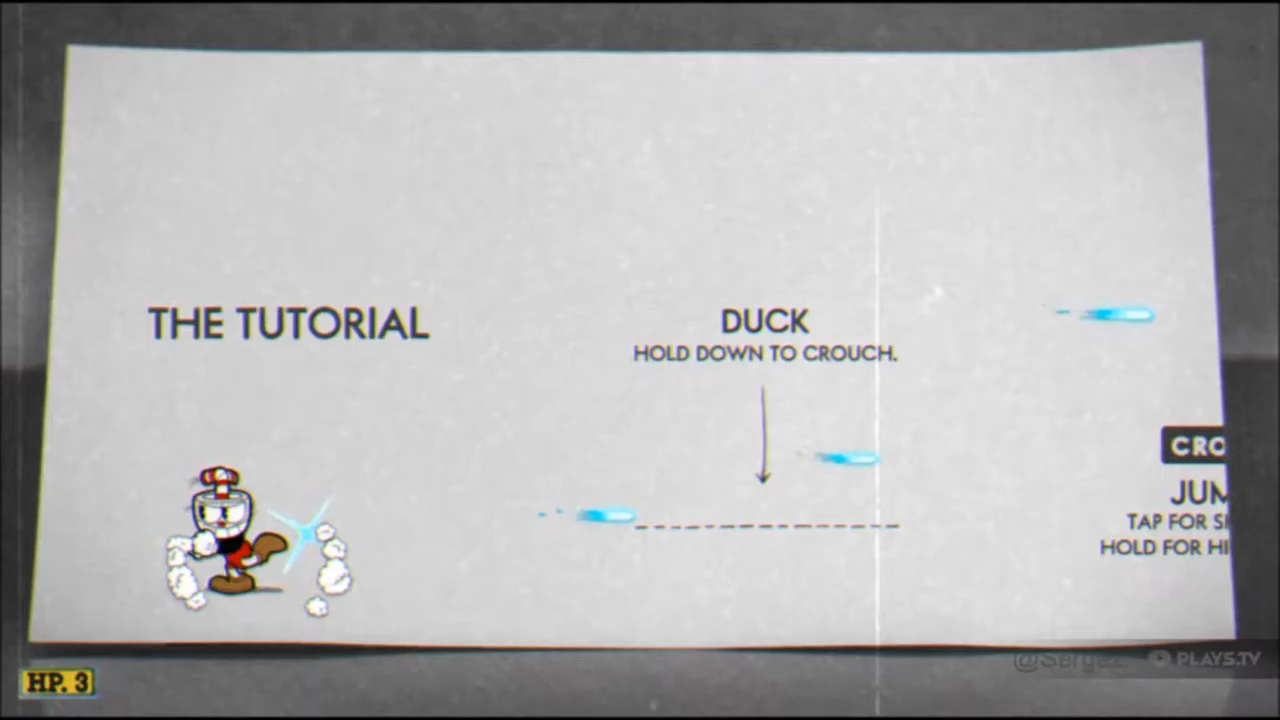 THE TUTORIAL
DUCK
HOLD DOWN TO CROUCH.
CRO
JUM
TAP FOR S
HOLD FOR HI
HP. 3
PLAYS.TV